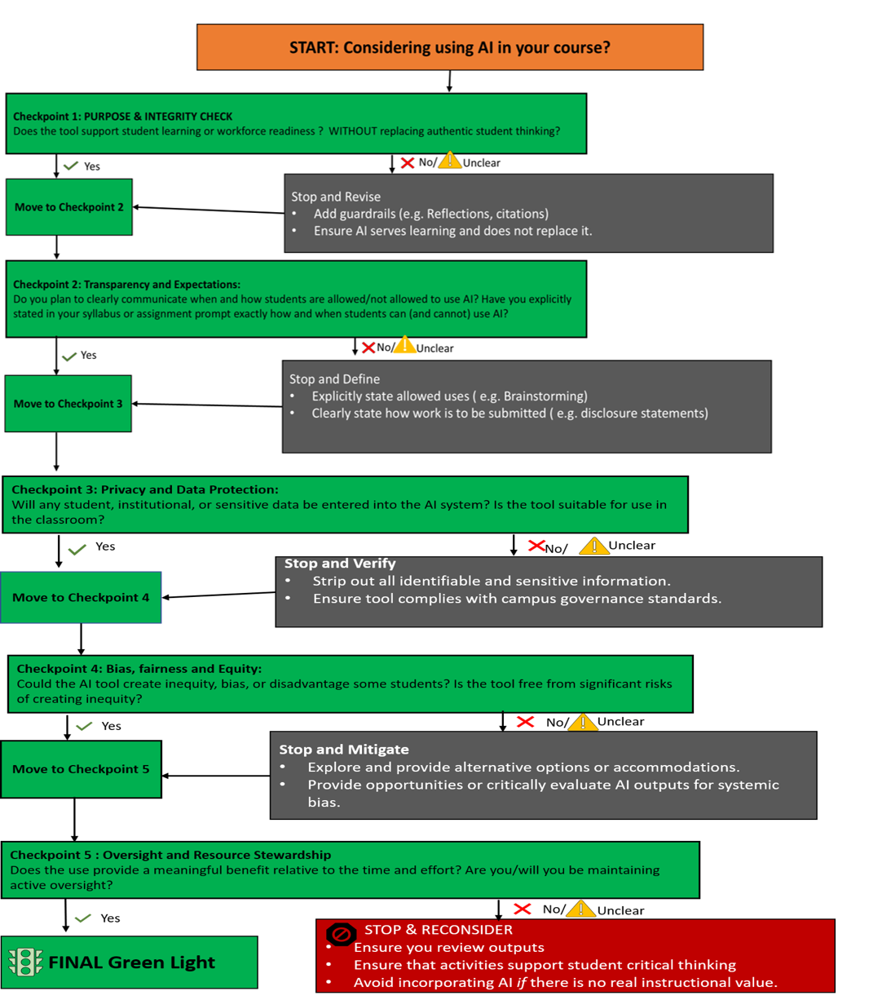 START: Considering using AI in your course?
Checkpoint 1: PURPOSE & INTEGRITY CHECK
Does the tool support student learning or workforce readiness ? WITHOUT replacing authentic student thinking?
Yes
No/
Unclear
Move to Checkpoint 2
Stop and Revise
• Add guardrails (e.g. Reflections, citations)
• Ensure AI serves learning and does not replace it.
Checkpoint 2: Transparency and Expectations:
Do you plan to clearly communicate when and how students are allowed/not allowed to use AI? Have you explicitly
stated in your syllabus or assignment prompt exactly how and when students can (and cannot) use AI?
Yes
No/
Unclear
Move to Checkpoint 3
Stop and Define
• Explicitly state allowed uses ( e.g. Brainstorming)
• Clearly state how work is to be submitted ( e.g. disclosure statements)
Checkpoint 3: Privacy and Data Protection:
Will any student, institutional, or sensitive data be entered into the AI system? Is the tool suitable for use in
the classroom?
Yes
No/
Unclear
Move to Checkpoint 4
Stop and Verify
• Strip out all identifiable and sensitive information.
• Ensure tool complies with campus governance standards.
Checkpoint 4: Bias, fairness and Equity:
Could the AI tool create inequity, bias, or disadvantage some students? Is the tool free from significant risks
of creating inequity?
Yes
No/
Unclear
Move to Checkpoint 5
Stop and Mitigate
• Explore and provide alternative options or accommodations.
• Provide opportunities or critically evaluate AI outputs for systemic
bias.
Checkpoint 5 : Oversight and Resource Stewardship
Does the use provide a meaningful benefit relative to the time and effort? Are you/will you be maintaining
active oversight?
Yes
No/
Unclear
FINAL Green Light
STOP & RECONSIDER
• Ensure you review outputs
• Ensure that activities support student critical thinking
• Avoid incorporating AI if there is no real instructional value.